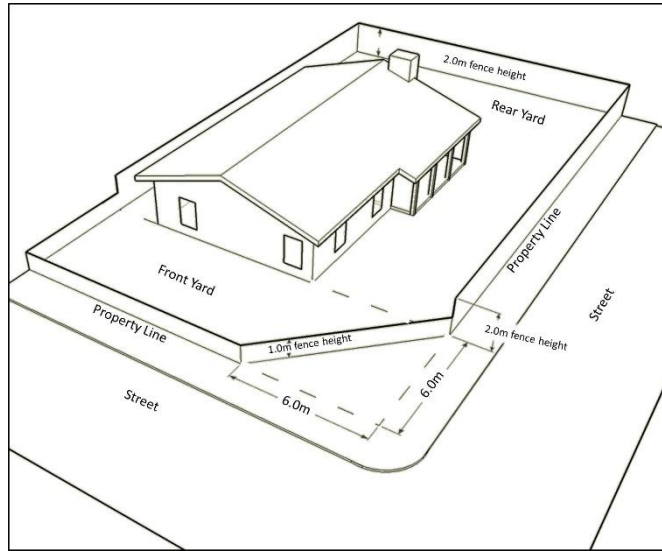 2.0m fence height
Rear Yard
Property Line
Front Yard
Street
2.0m fence height
Property Line
1.0m fence height
6.0m
6.0m
Street